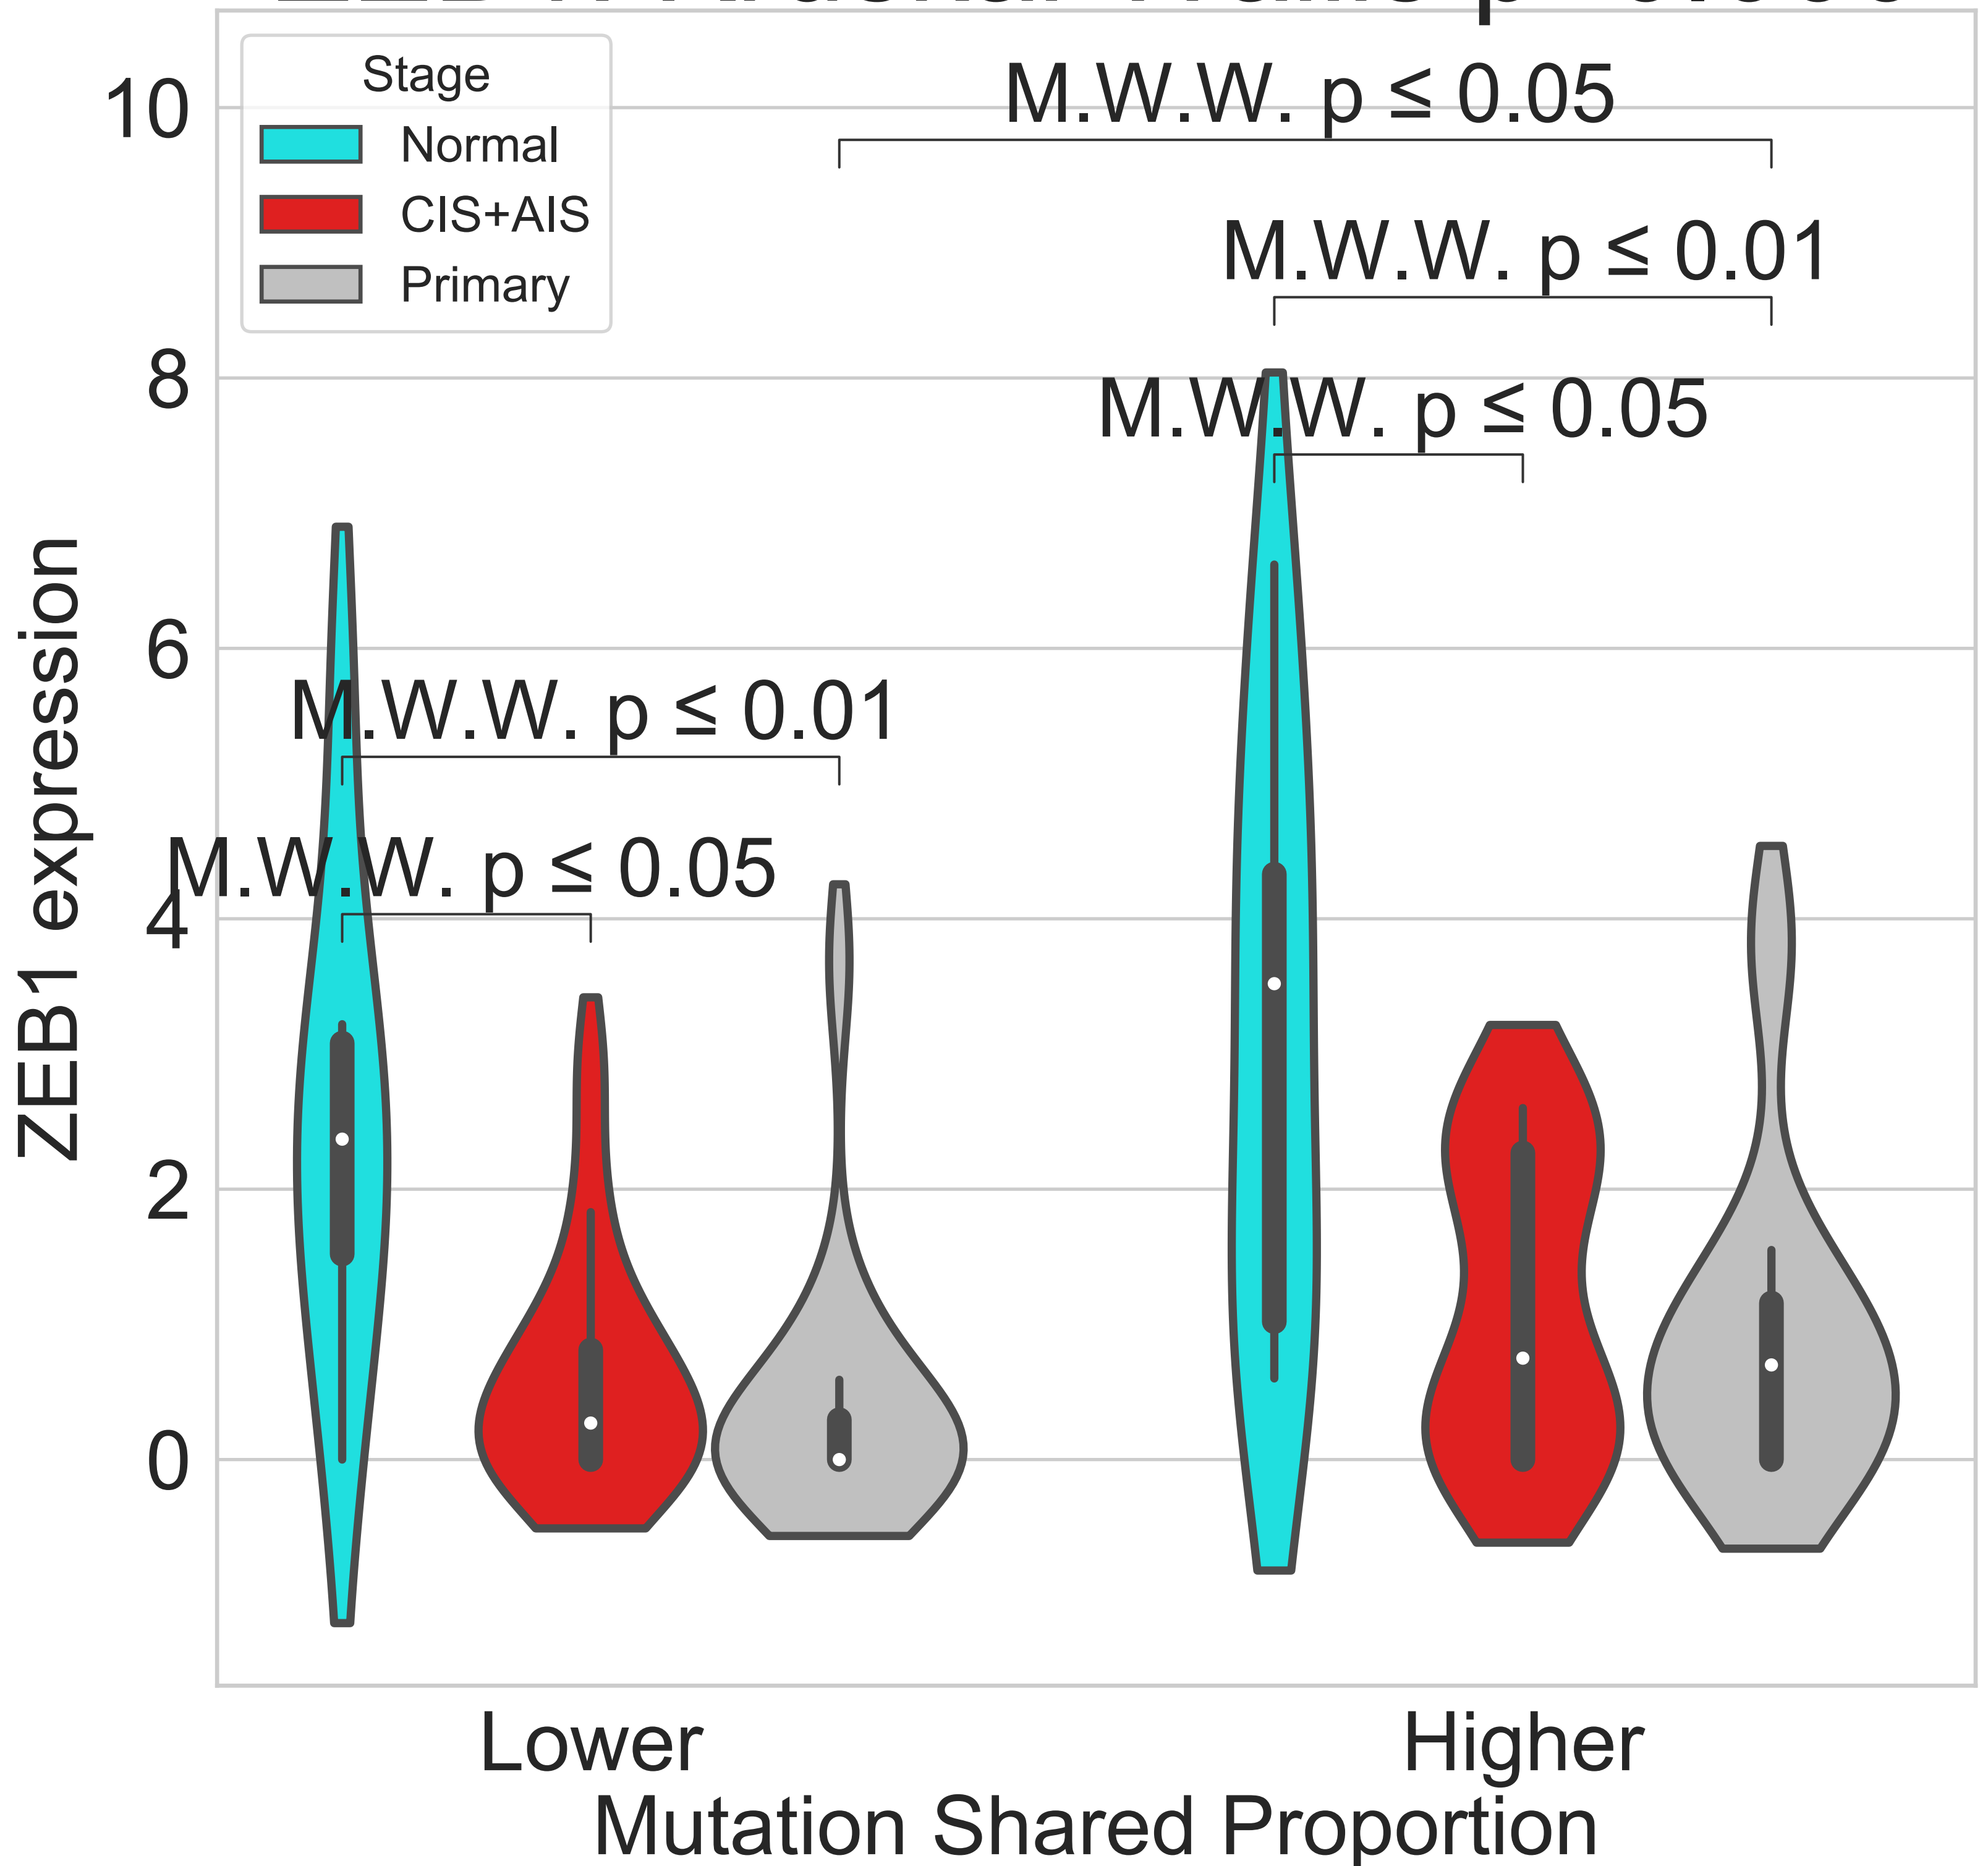 10
8
6
4
2
0
ZEB1 expression
Stage
Normal
CIS+AIS
Primary
M.W.W. p ≤ 0.05
M.W.W. p ≤ 0.01
M.W.W. p ≤ 0.05
M.W.W. p ≤ 0.01
M.W.W. p ≤ 0.05
Lower
Higher
Mutation Shared Proportion